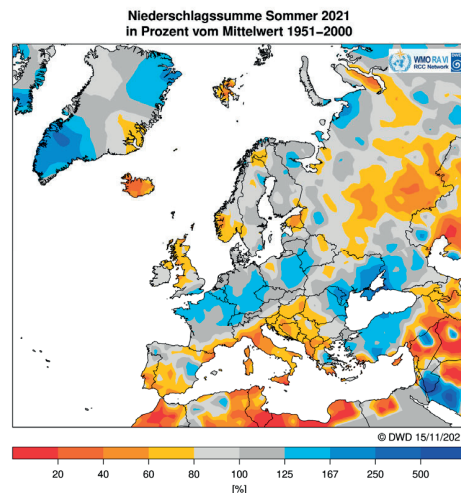 Niederschlagssumme Sommer 2021
in Prozent vom Mittelwert 1951–2000
WMO RA VI
RCC Network
© DWD 15/11/202
20 40 60 80 100 125 167 250 500
[%]